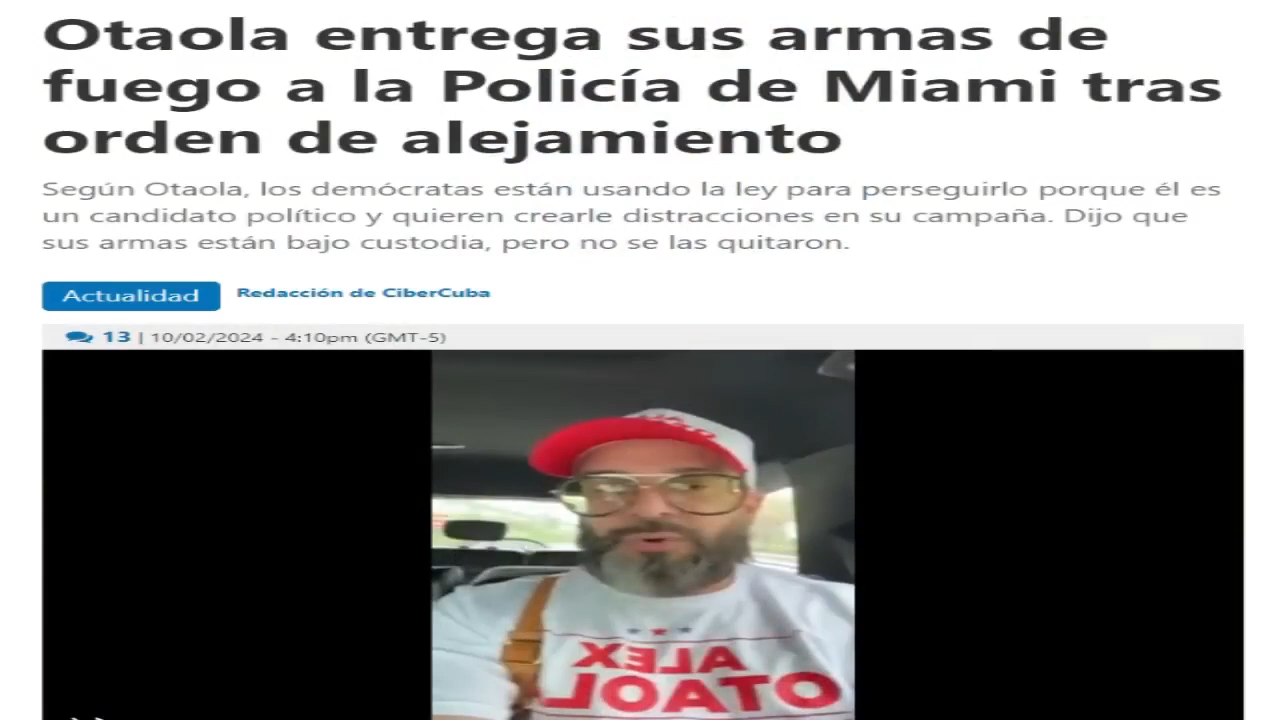 Otaola entrega sus armas de
fuego a la Policía de Miami tras
orden de alejamiento
Según Otaola, los demócratas están usando la ley para perseguirlo porque él es
un candidato político y quieren crearle distracciones en su campaña. Dijo que
sus armas están bajo custodia, pero no se las quitaron.
Actualidad Redacción de CiberCuba
13 | 10/02/2024 - 4:10pm (GMT-5)
ALEX
OTAOL